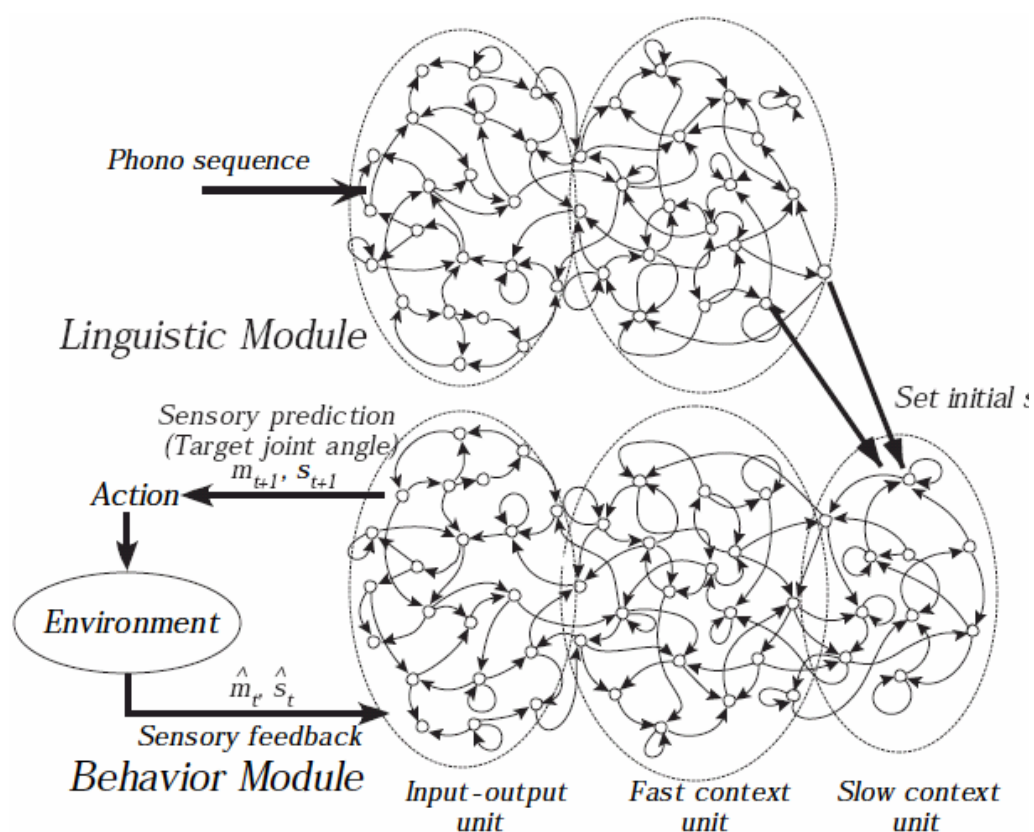 Phono sequence
Linguistic Module
Set initial s
Sensory prediction
(Target joint angle)
m_{t+1}, s_{t+1}
Action
Environment
m̂_t, ŝ_t
Sensory feedback
Behavior Module
Input-output
unit
Fast context
unit
Slow context
unit